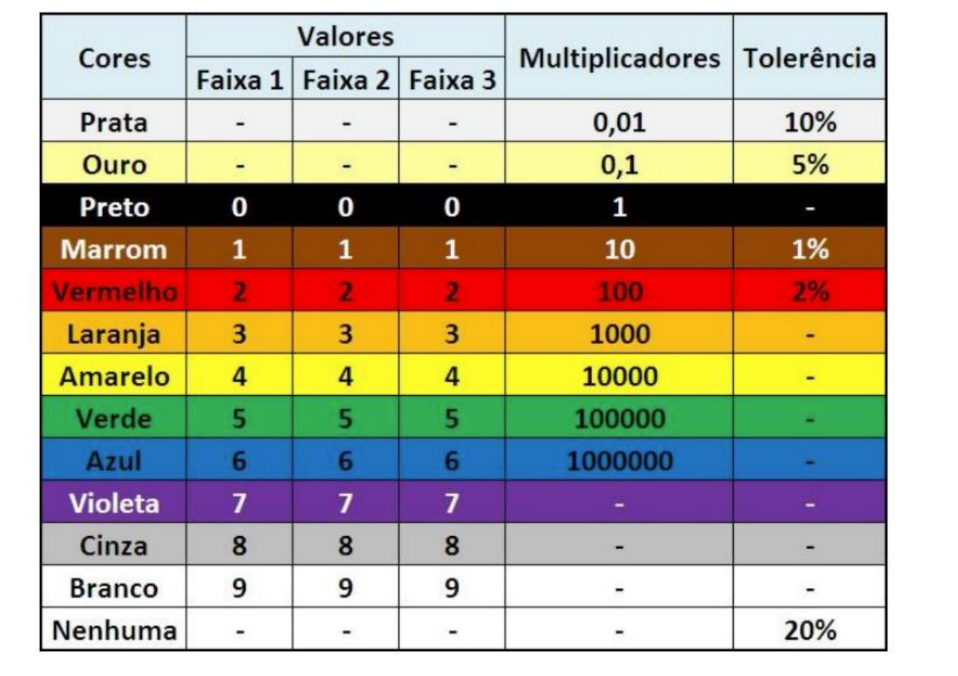 Cores Valores Multiplicadores Tolerência
Faixa 1 Faixa 2 Faixa 3
Prata - - - 0,01 10%
Ouro - - - 0,1 5%
Preto 0 0 0 1 -
Marrom 1 1 1 10 1%
Vermelho 2 2 2 100 2%
Laranja 3 3 3 1000 -
Amarelo 4 4 4 10000 -
Verde 5 5 5 100000 -
Azul 6 6 6 1000000 -
Violeta 7 7 7 - -
Cinza 8 8 8 - -
Branco 9 9 9 - -
Nenhuma - - - - 20%